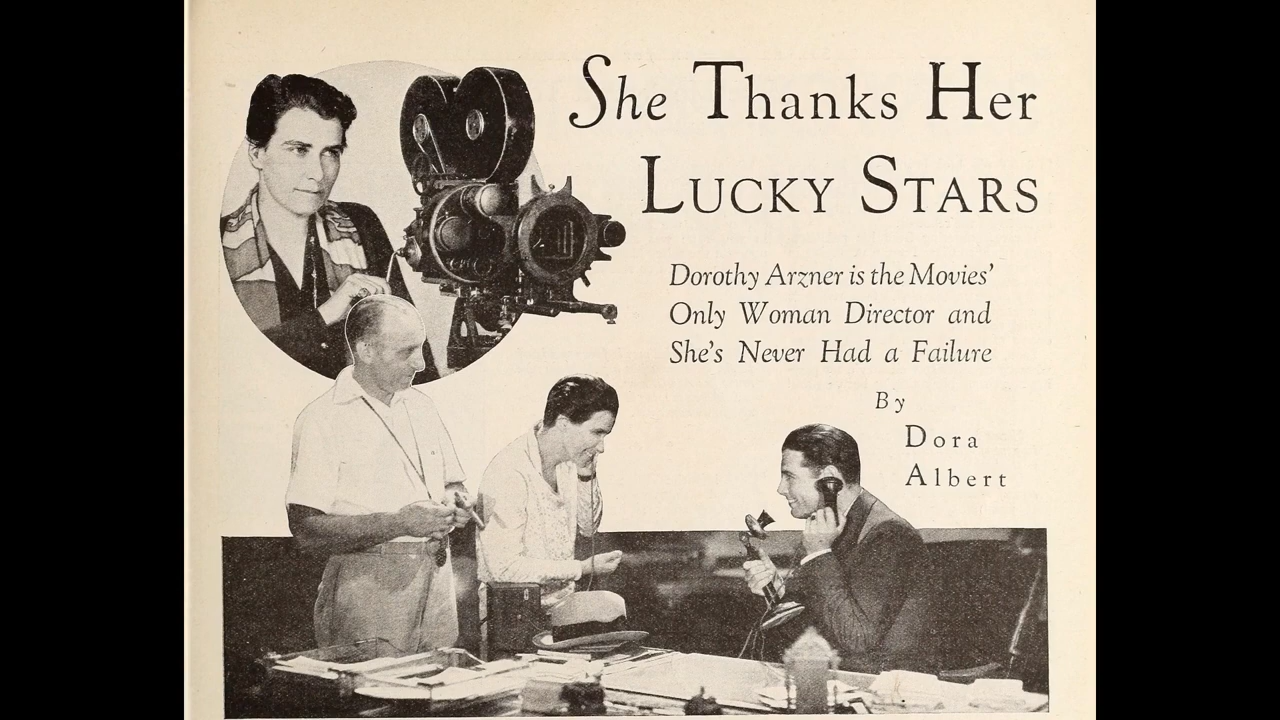 She Thanks Her
Lucky Stars
Dorothy Arzner is the Movies'
Only Woman Director and
She's Never Had a Failure
By
Dora
Albert